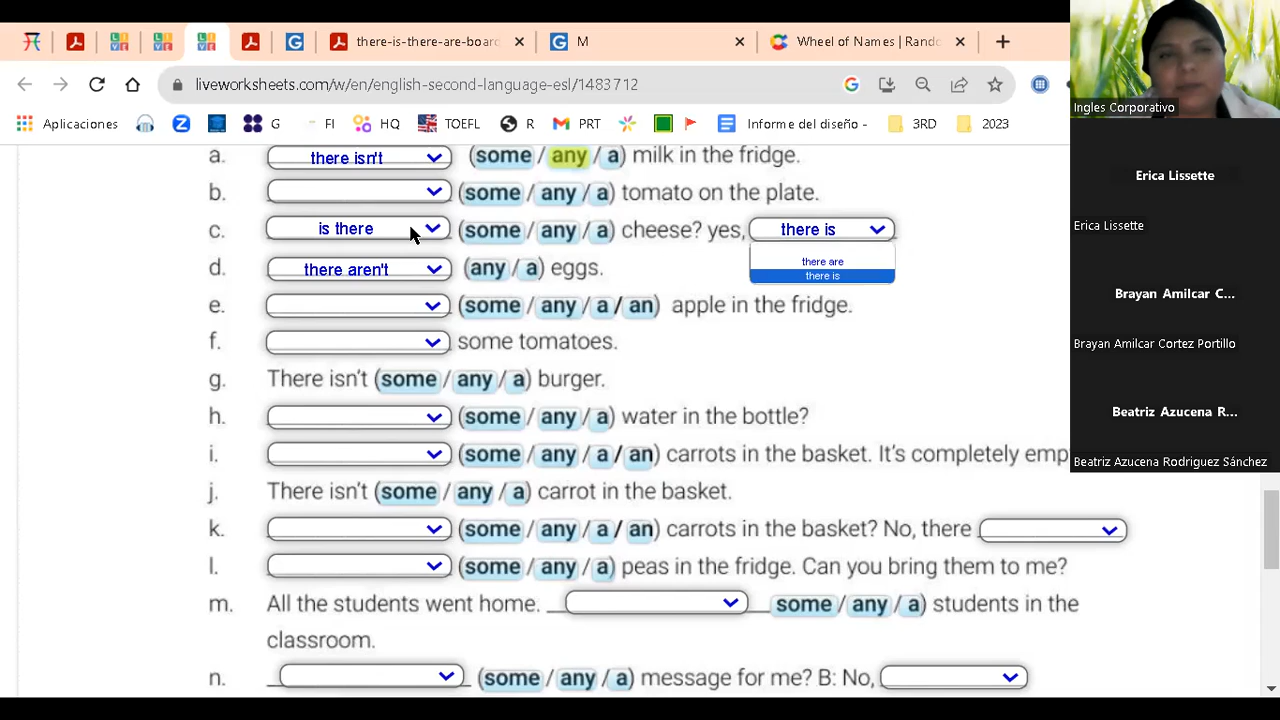 there-is-there-are-boar
M
Wheel of Names | Rando
liveworksheets.com/w/en/english-second-language-esl/1483712
Aplicaciones
G
FI
HQ
TOEFL
R
PRT
Informe del diseño -
3RD
2023
Ingles Corporativo
a. there isn't (some / any / a) milk in the fridge.
b. (some / any / a) tomato on the plate.
c. is there (some / any / a) cheese? yes, there is
there are
there is
d. there aren't (any / a) eggs.
e. (some / any / a / an) apple in the fridge.
f. some tomatoes.
g. There isn't (some / any / a) burger.
h. (some / any / a) water in the bottle?
i. (some / any / a / an) carrots in the basket. It's completely emp
j. There isn't (some / any / a) carrot in the basket.
k. (some / any / a / an) carrots in the basket? No, there
l. (some / any / a) peas in the fridge. Can you bring them to me?
m. All the students went home. some / any / a) students in the
classroom.
n. (some / any / a) message for me? B: No,
Erica Lissette
Erica Lissette
Brayan Amilcar C...
Brayan Amilcar Cortez Portillo
Beatriz Azucena R...
Beatriz Azucena Rodriguez Sánchez